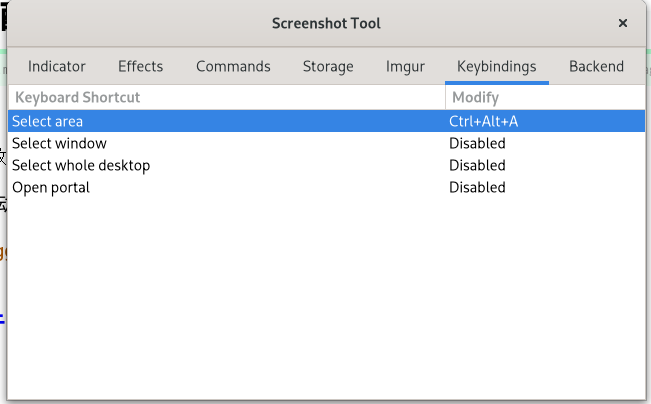 Screenshot Tool
Indicator Effects Commands Storage Imgur Keybindings Backend
Keyboard Shortcut Modify
Select area Ctrl+Alt+A
Select window Disabled
Select whole desktop Disabled
Open portal Disabled